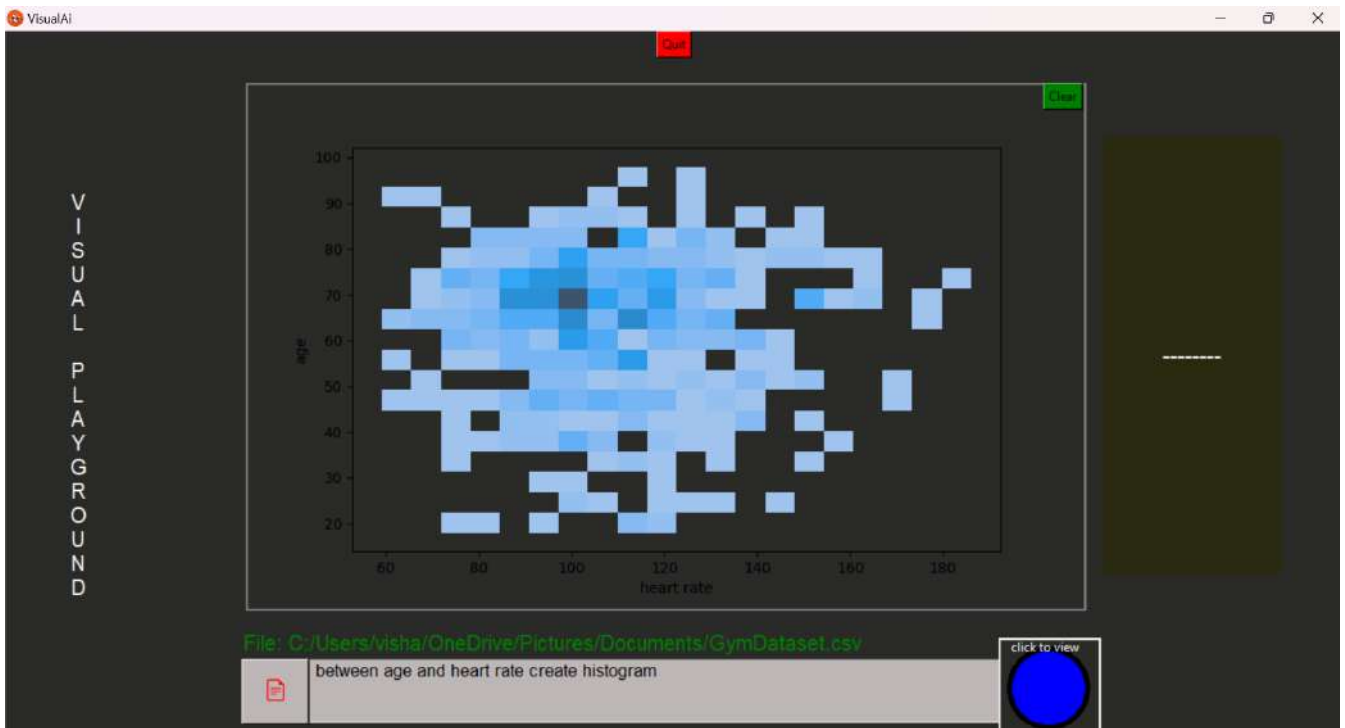 VisualAi
Quit
Clear
VISUAL PLAYGROUND
100
90
80
70
60
50
40
30
20
age
60 80 100 120 140 160 180
heart rate
--------
File: C:/Users/visha/OneDrive/Pictures/Documents/GymDataset.csv
between age and heart rate create histogram
click to view